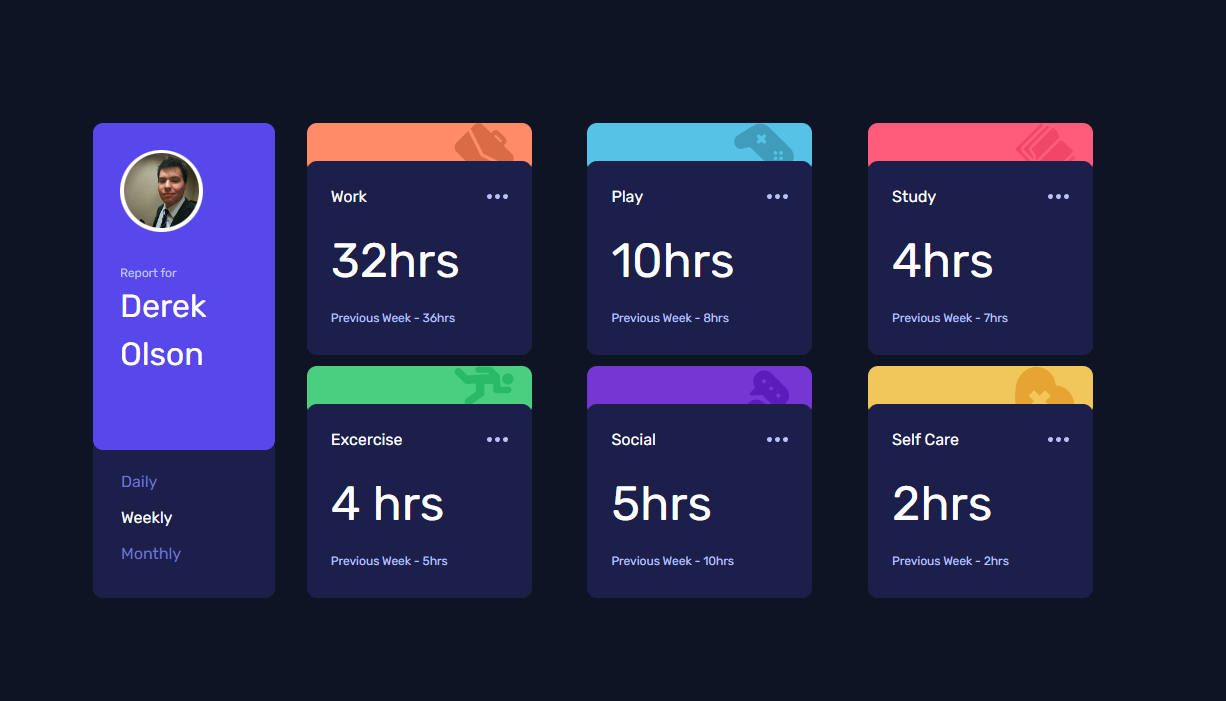 Report for
Derek
Olson
Daily
Weekly
Monthly
Work
32hrs
Previous Week - 36hrs
Play
10hrs
Previous Week - 8hrs
Study
4hrs
Previous Week - 7hrs
Excercise
4 hrs
Previous Week - 5hrs
Social
5hrs
Previous Week - 10hrs
Self Care
2hrs
Previous Week - 2hrs